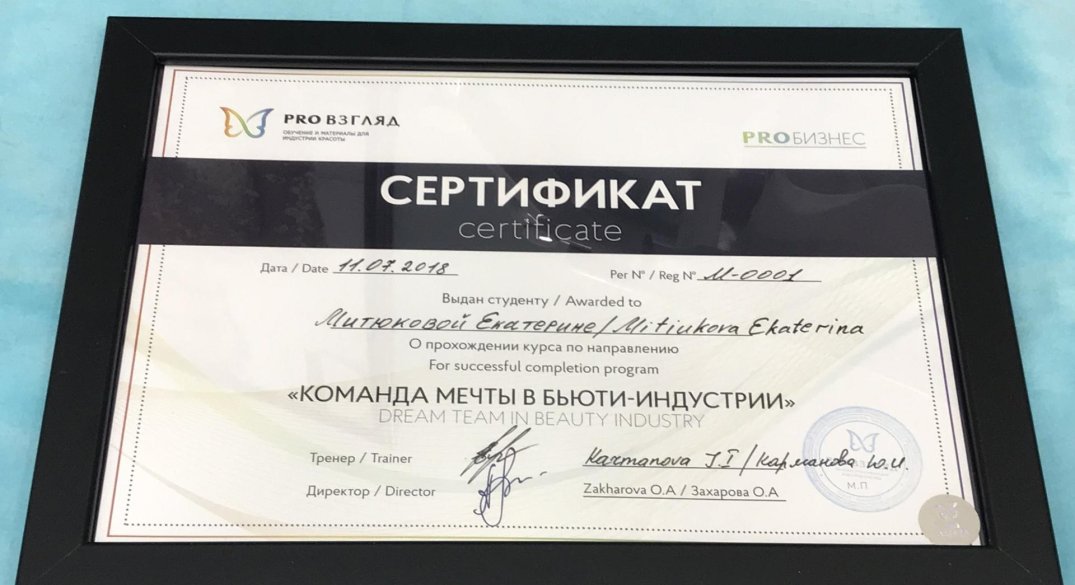 PRO ВЗГЛЯД
ОБУЧЕНИЕ И МАТЕРИАЛЫ ДЛЯ
ИНДУСТРИИ КРАСОТЫ
PROБИЗНЕС
СЕРТИФИКАТ
certificate
Дата / Date 11.07.2018
Рег N° / Reg N° M-0001
Выдан студенту / Awarded to
Митюковой Екатерине/Mitiukova Ekaterina
О прохождении курса по направлению
For successful completion program
«КОМАНДА МЕЧТЫ В БЬЮТИ-ИНДУСТРИИ»
DREAM TEAM IN BEAUTY INDUSTRY
Тренер / Trainer
Karmanova J.I/Карманова Ю.И.
Директор / Director
Zakharova O.A / Захарова О.А
М.П.